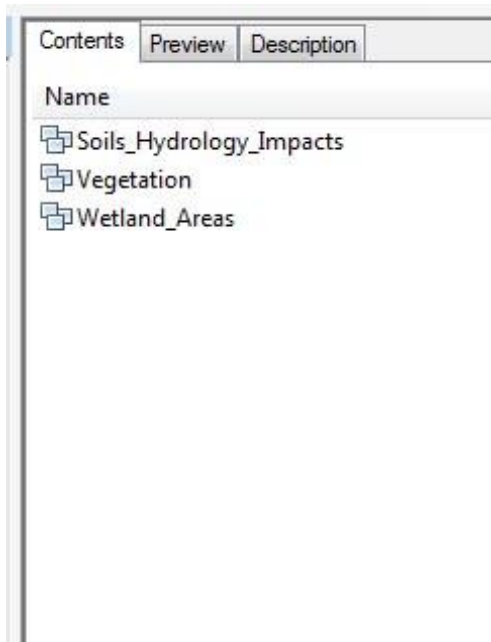 Contents Preview Description
Name
Soils_Hydrology_Impacts
Vegetation
Wetland_Areas